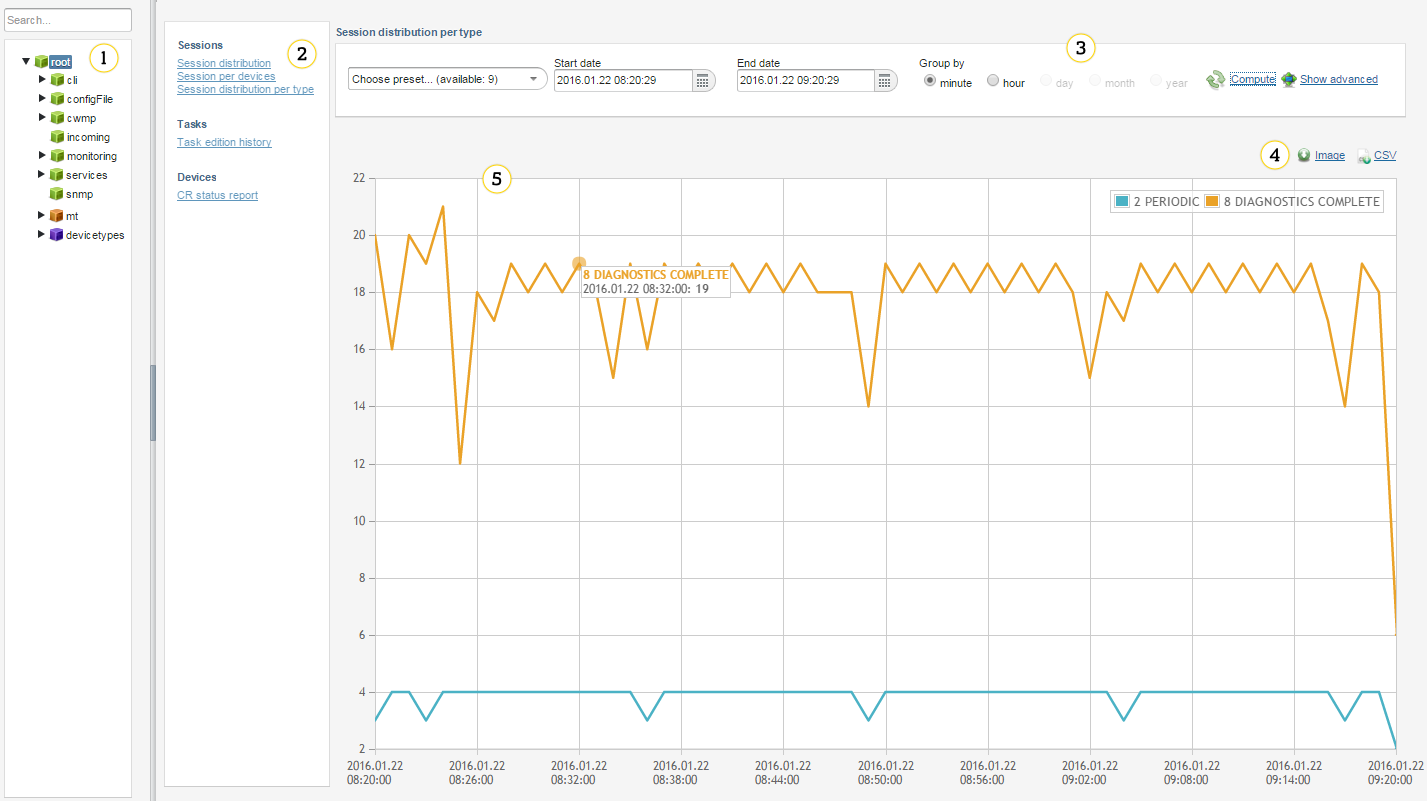 Search...
1
root
cli
configFile
cwmp
incoming
monitoring
services
snmp
mt
devicetypes
Sessions
2
Session distribution
Session per devices
Session distribution per type
Tasks
Task edition history
Devices
CR status report
Session distribution per type
3
Choose preset... (available: 9)
Start date
2016.01.22 08:20:29
End date
2016.01.22 09:20:29
Group by
minute hour day month year
Compute Show advanced
4 Image CSV
5
2 PERIODIC 8 DIAGNOSTICS COMPLETE
8 DIAGNOSTICS COMPLETE
2016.01.22 08:32:00: 19
22
20
18
16
14
12
10
8
6
4
2
2016.01.22 08:20:00
2016.01.22 08:26:00
2016.01.22 08:32:00
2016.01.22 08:38:00
2016.01.22 08:44:00
2016.01.22 08:50:00
2016.01.22 08:56:00
2016.01.22 09:02:00
2016.01.22 09:08:00
2016.01.22 09:14:00
2016.01.22 09:20:00